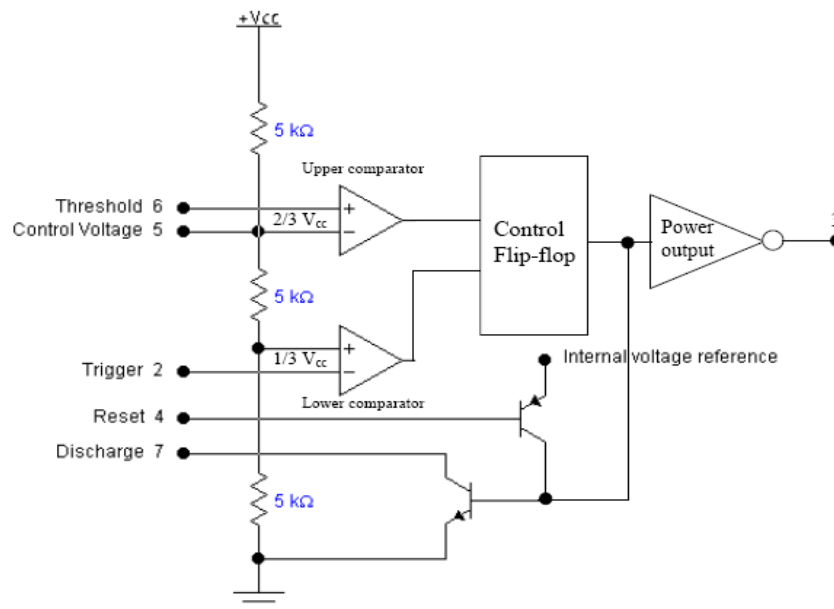 +Vcc
5 kΩ
Upper comparator
Threshold 6
Control Voltage 5
2/3 Vcc
+
−
Control
Flip-flop
Power
output
3
5 kΩ
1/3 Vcc
+
−
Trigger 2
Lower comparator
Internal voltage reference
Reset 4
Discharge 7
5 kΩ